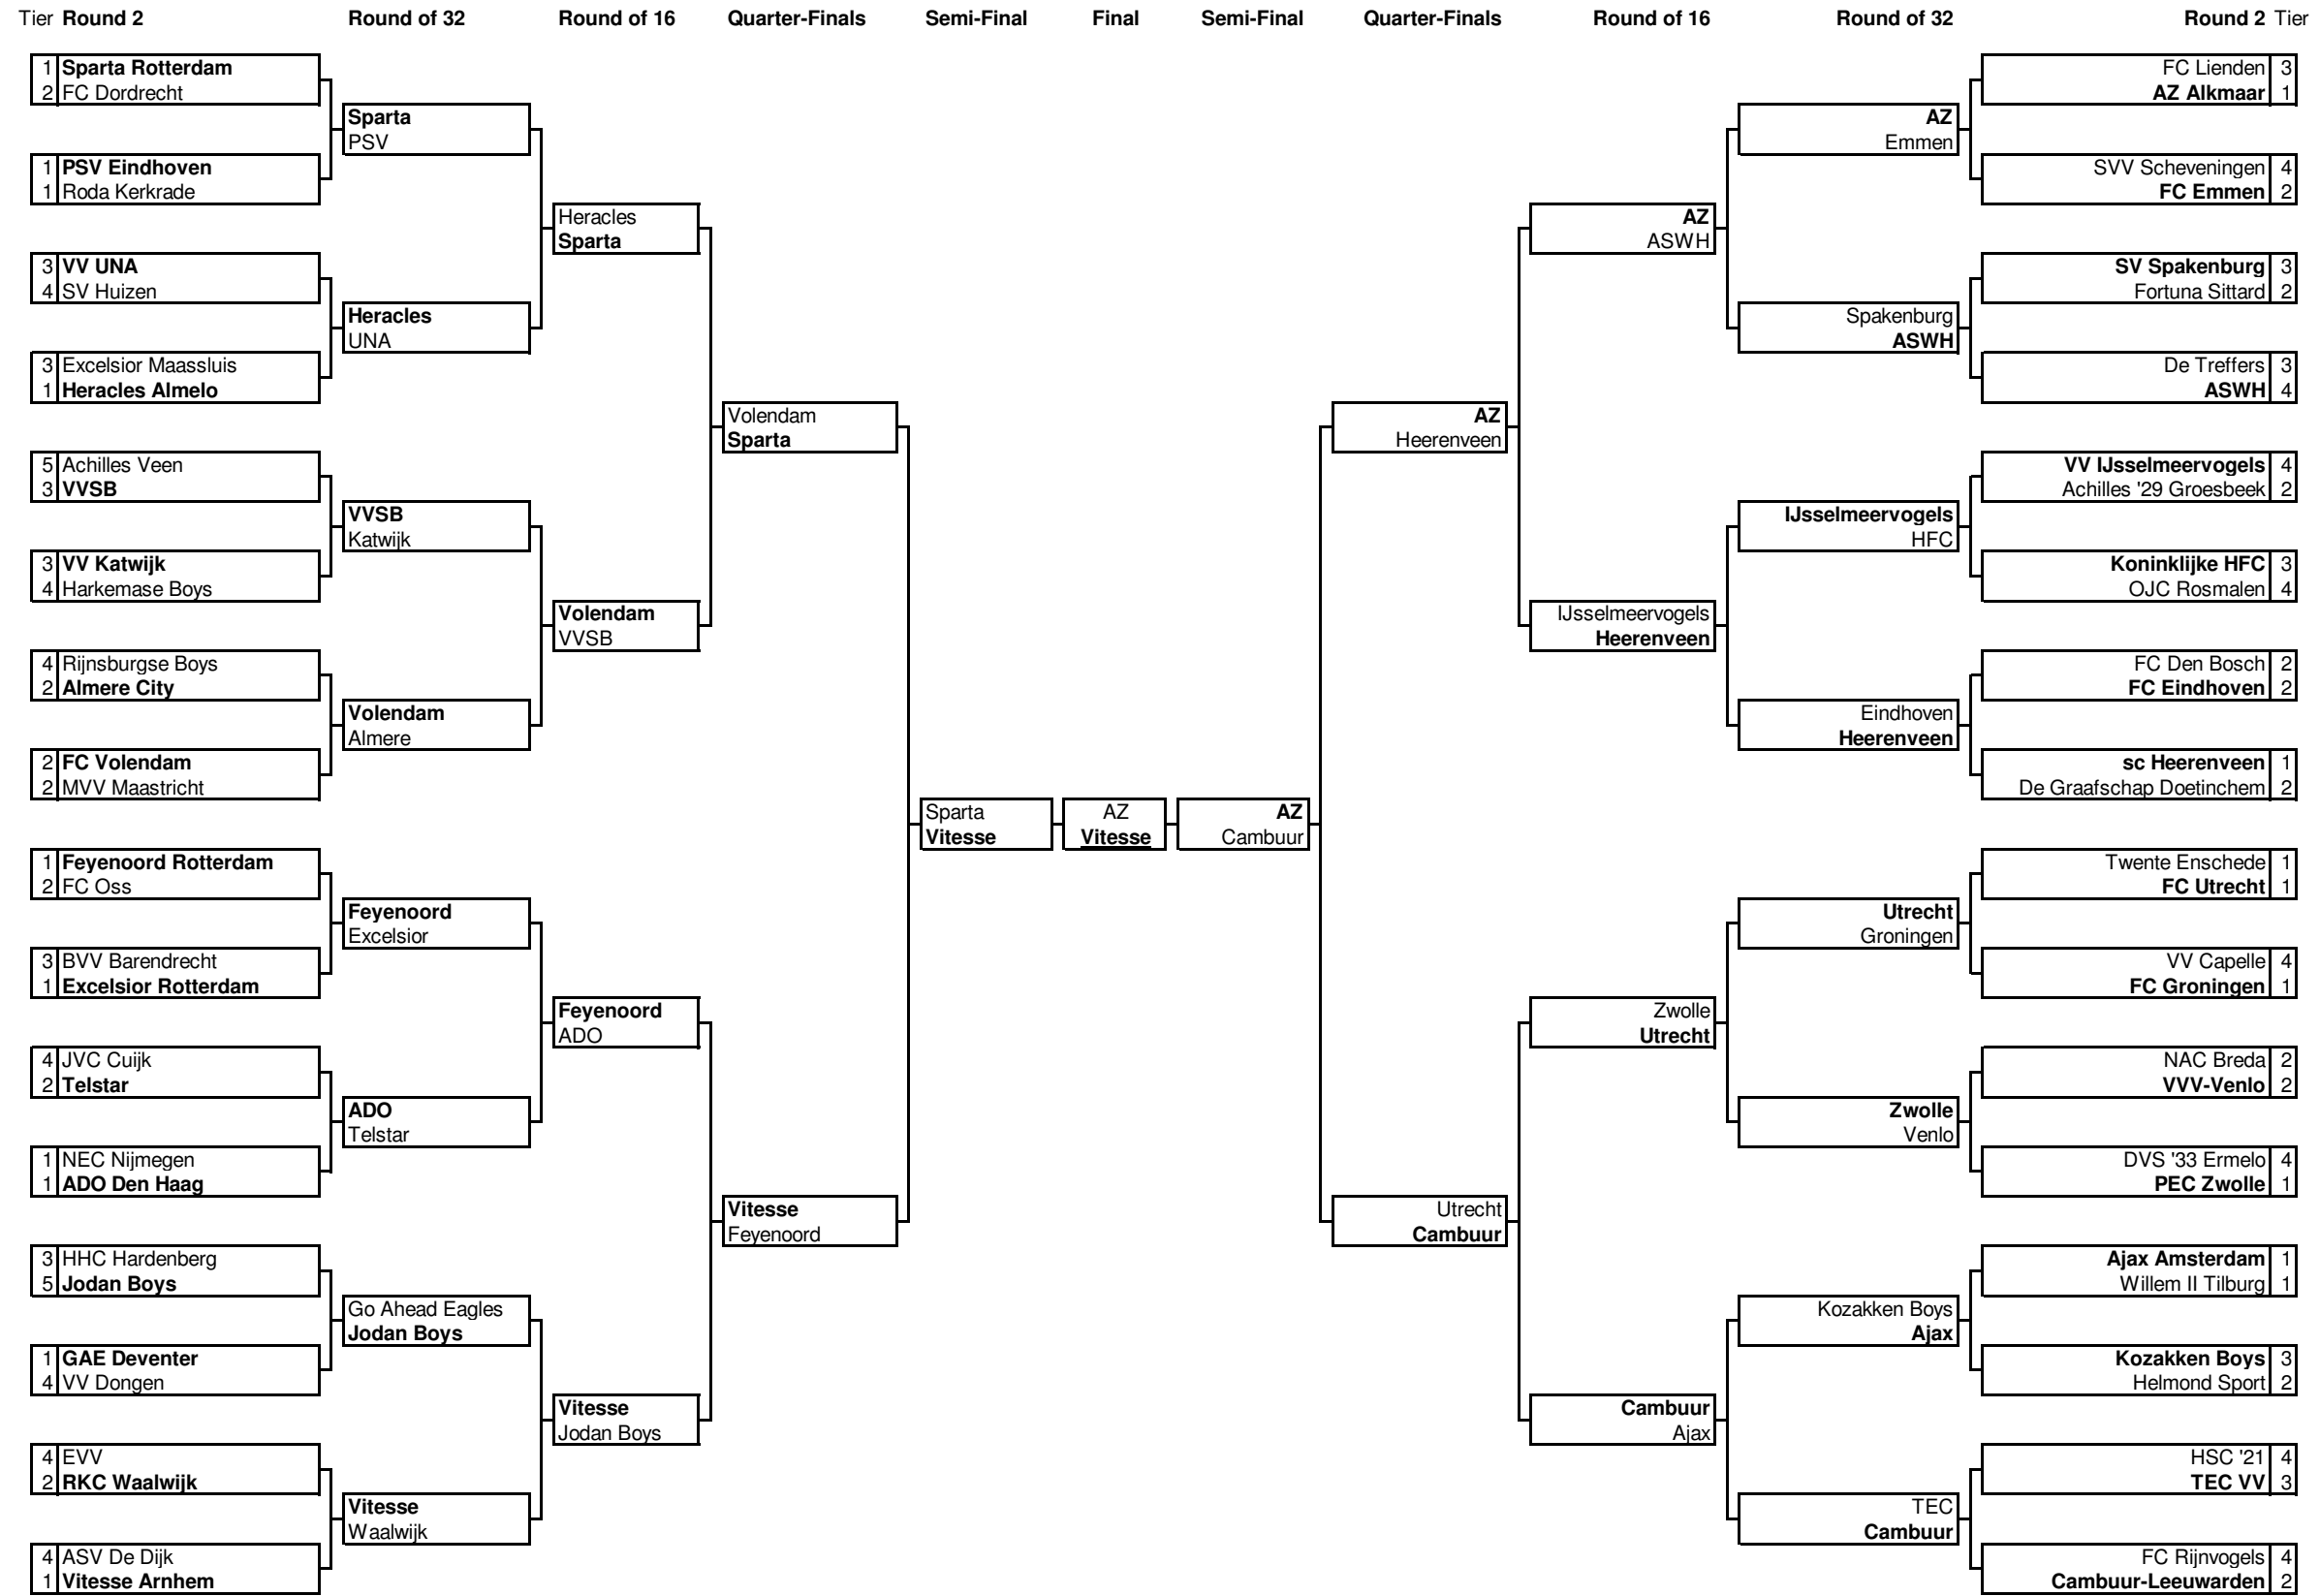 Tier Round 2 Round of 32 Round of 16 Quarter-Finals Semi-Final Final Semi-Final Quarter-Finals Round of 16 Round of 32 Round 2 Tier
1 Sparta Rotterdam
2 FC Dordrecht
1 PSV Eindhoven
1 Roda Kerkrade
3 VV UNA
4 SV Huizen
3 Excelsior Maassluis
1 Heracles Almelo
5 Achilles Veen
3 VVSB
3 VV Katwijk
4 Harkemase Boys
4 Rijnsburgse Boys
2 Almere City
2 FC Volendam
2 MVV Maastricht
1 Feyenoord Rotterdam
2 FC Oss
3 BVV Barendrecht
1 Excelsior Rotterdam
4 JVC Cuijk
2 Telstar
1 NEC Nijmegen
1 ADO Den Haag
3 HHC Hardenberg
5 Jodan Boys
1 GAE Deventer
4 VV Dongen
4 EVV
2 RKC Waalwijk
4 ASV De Dijk
1 Vitesse Arnhem
Sparta
PSV
Heracles
UNA
VVSB
Katwijk
Volendam
Almere
Feyenoord
Excelsior
ADO
Telstar
Go Ahead Eagles
Jodan Boys
Vitesse
Waalwijk
Heracles
Sparta
Volendam
VVSB
Feyenoord
ADO
Vitesse
Jodan Boys
Volendam
Sparta
Vitesse
Feyenoord
Sparta
Vitesse
AZ
Vitesse
AZ
Cambuur
AZ
Heerenveen
Utrecht
Cambuur
AZ
ASWH
IJsselmeervogels
Heerenveen
Zwolle
Utrecht
Cambuur
Ajax
AZ
Emmen
Spakenburg
ASWH
IJsselmeervogels
HFC
Eindhoven
Heerenveen
Utrecht
Groningen
Zwolle
Venlo
Kozakken Boys
Ajax
TEC
Cambuur
FC Lienden 3
AZ Alkmaar 1
SVV Scheveningen 4
FC Emmen 2
SV Spakenburg 3
Fortuna Sittard 2
De Treffers 3
ASWH 4
VV IJsselmeervogels 4
Achilles '29 Groesbeek 2
Koninklijke HFC 3
OJC Rosmalen 4
FC Den Bosch 2
FC Eindhoven 2
sc Heerenveen 1
De Graafschap Doetinchem 2
Twente Enschede 1
FC Utrecht 1
VV Capelle 4
FC Groningen 1
NAC Breda 2
VVV-Venlo 2
DVS '33 Ermelo 4
PEC Zwolle 1
Ajax Amsterdam 1
Willem II Tilburg 1
Kozakken Boys 3
Helmond Sport 2
HSC '21 4
TEC VV 3
FC Rijnvogels 4
Cambuur-Leeuwarden 2